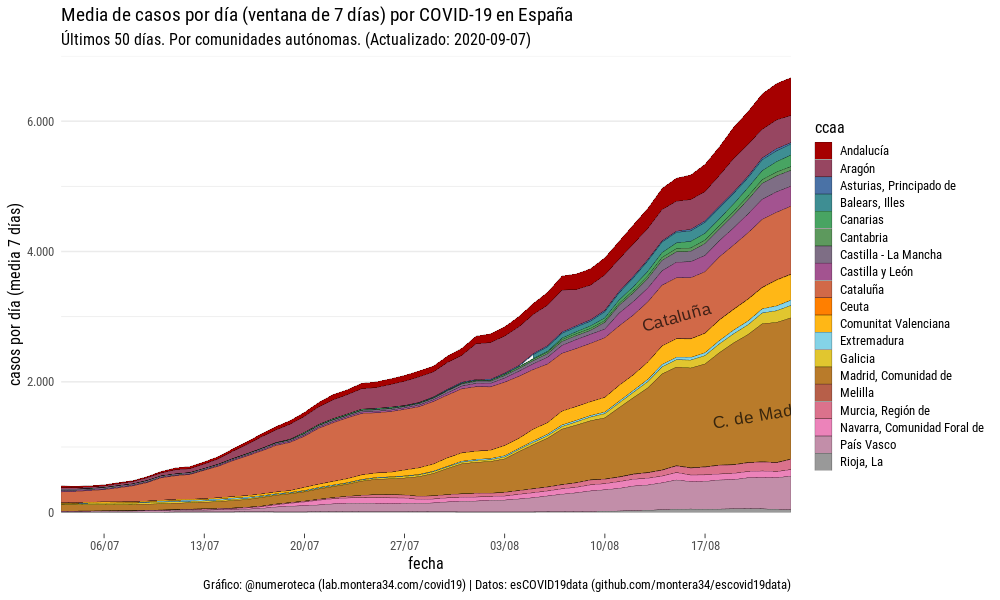 Media de casos por día (ventana de 7 días) por COVID-19 en España
Últimos 50 días. Por comunidades autónomas. (Actualizado: 2020-09-07)
casos por día (media 7 días)
6.000
4.000
2.000
0
Cataluña
C. de Mad
06/07
13/07
20/07
27/07
03/08
10/08
17/08
fecha
ccaa
Andalucía
Aragón
Asturias, Principado de
Balears, Illes
Canarias
Cantabria
Castilla - La Mancha
Castilla y León
Cataluña
Ceuta
Comunitat Valenciana
Extremadura
Galicia
Madrid, Comunidad de
Melilla
Murcia, Región de
Navarra, Comunidad Foral de
País Vasco
Rioja, La
Gráfico: @numeroteca (lab.montera34.com/covid19) | Datos: esCOVID19data (github.com/montera34/escovid19data)